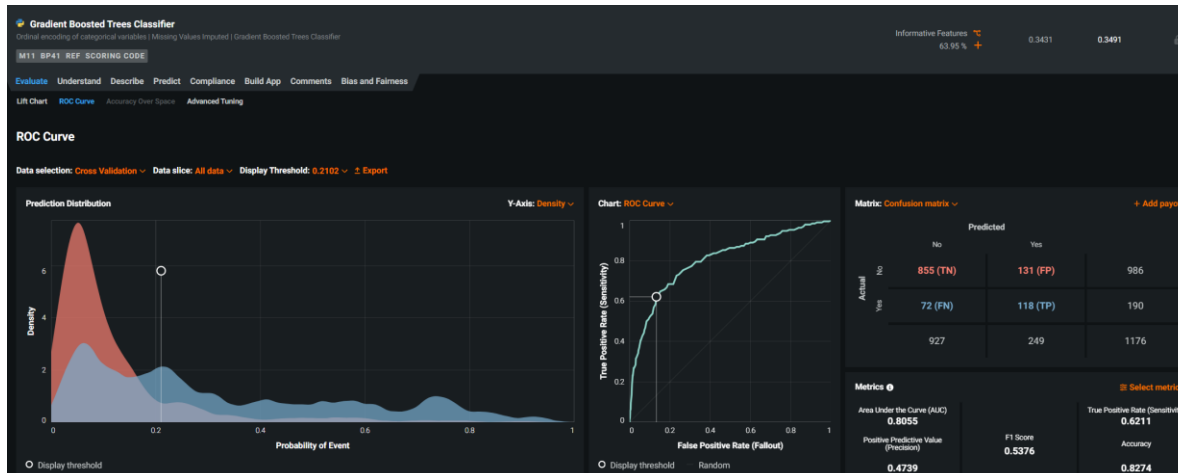 Gradient Boosted Trees Classifier
Ordinal encoding of categorical variables | Missing Values Imputed | Gradient Boosted Trees Classifier
M11 BP41 REF SCORING CODE
Informative Features
63.95 % +
0.3431
0.3491
Evaluate Understand Describe Predict Compliance Build App Comments Bias and Fairness
Lift Chart ROC Curve Accuracy Over Space Advanced Tuning
ROC Curve
Data selection: Cross Validation Data slice: All data Display Threshold: 0.2102 Export
Prediction Distribution
Y-Axis: Density
6
4
2
0
Density
0 0.2 0.4 0.6 0.8 1
Probability of Event
Display threshold
Chart: ROC Curve
1
0.8
0.6
0.4
0.2
0
True Positive Rate (Sensitivity)
0 0.2 0.4 0.6 0.8 1
False Positive Rate (Fallout)
Display threshold Random
Matrix: Confusion matrix
+ Add payo
Predicted
No Yes
Actual
No 855 (TN) 131 (FP) 986
Yes 72 (FN) 118 (TP) 190
927 249 1176
Metrics
Select metric
Area Under the Curve (AUC)
0.8055
True Positive Rate (Sensitivit
0.6211
Positive Predictive Value
(Precision)
0.4739
F1 Score
0.5376
Accuracy
0.8274